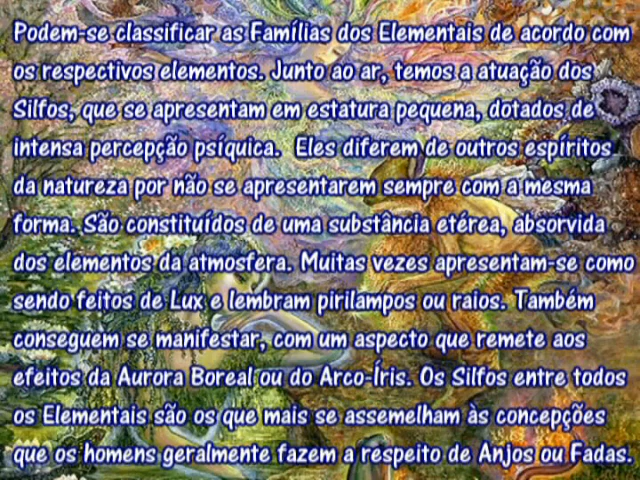 Podem-se classificar as Famílias dos Elementais de acordo com
os respectivos elementos. Junto ao ar, temos a atuação dos
Silfos, que se apresentam em estatura pequena, dotados de
intensa percepção psíquica. Eles diferem de outros espíritos
da natureza por não se apresentarem sempre com a mesma
forma. São constituídos de uma substância etérea, absorvida
dos elementos da atmosfera. Muitas vezes apresentam-se como
sendo feitos de Lux e lembram pirilampos ou raios. Também
conseguem se manifestar, com um aspecto que remete aos
efeitos da Aurora Boreal ou do Arco-Íris. Os Silfos entre todos
os Elementais são os que mais se assemelham às concepções
que os homens geralmente fazem a respeito de Anjos ou Fadas.